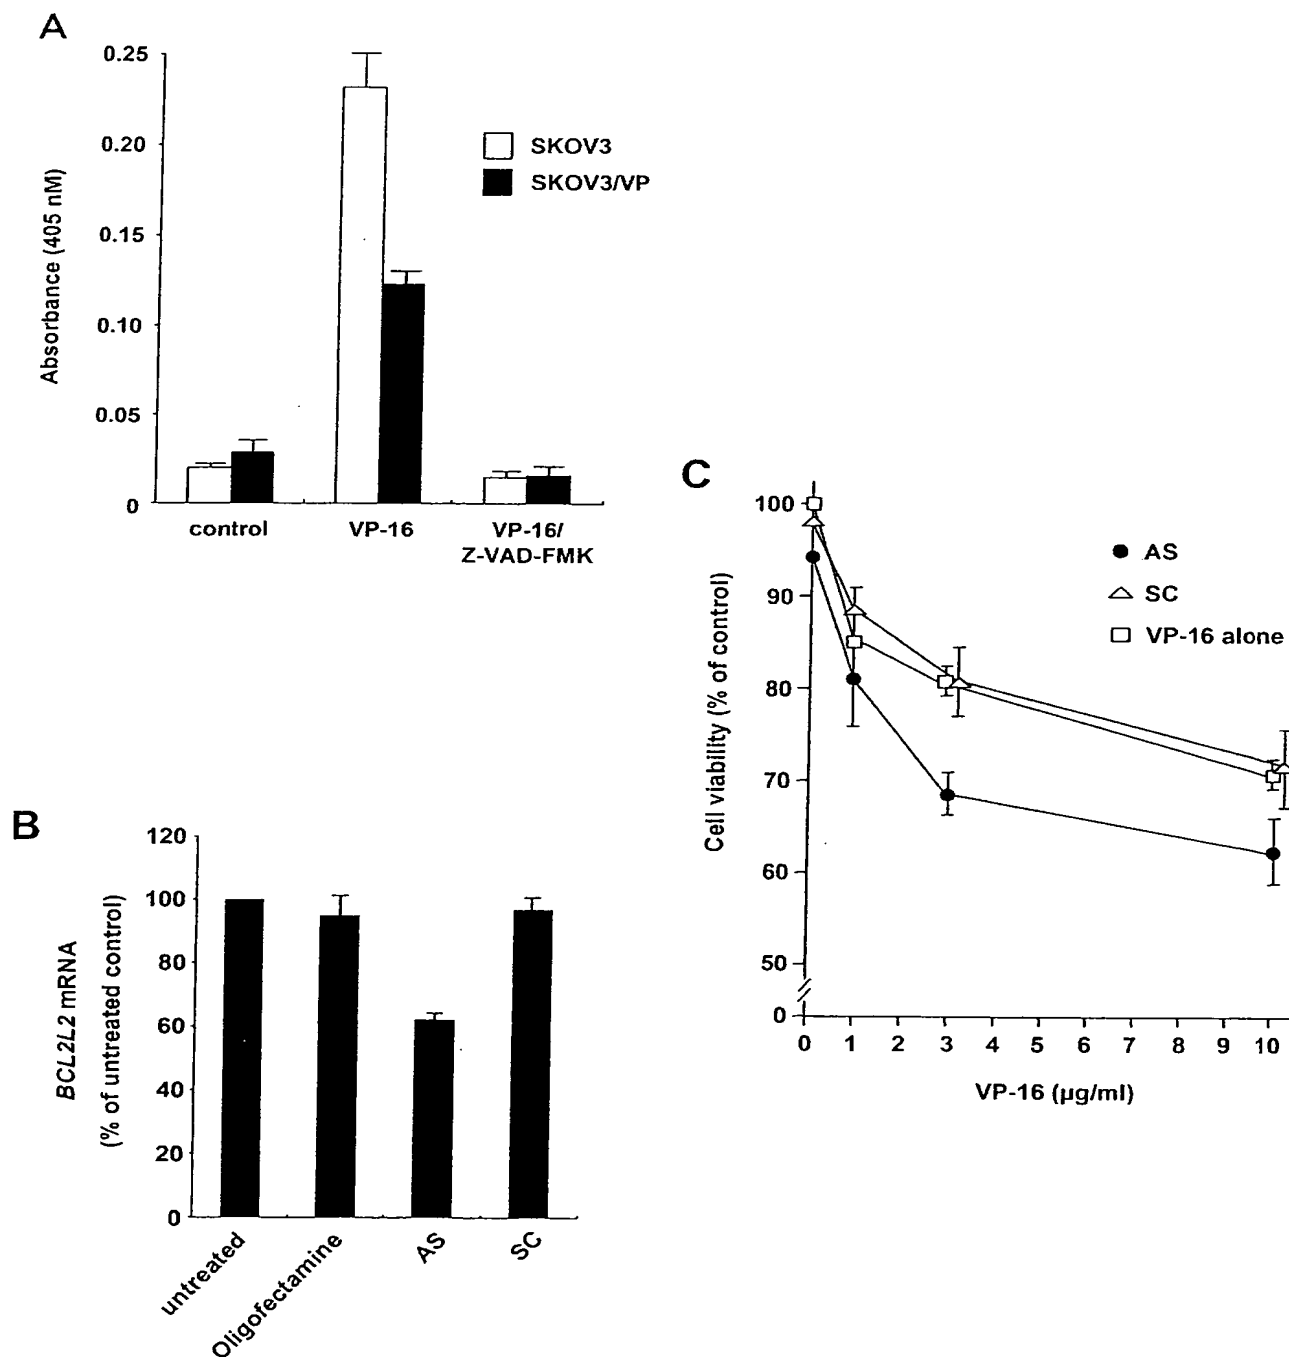 A
0.25
0.20
0.15
0.10
0.05
0
Absorbance (405 nM)
SKOV3
SKOV3/VP
control
VP-16
VP-16/
Z-VAD-FMK
B
120
100
80
60
40
20
0
BCL2L2 mRNA
(% of untreated control)
untreated
Oligofectamine
AS
SC
C
100
90
80
70
60
50
0
Cell viability (% of control)
AS
SC
VP-16 alone
0 1 2 3 4 5 6 7 8 9 10
VP-16 (µg/ml)